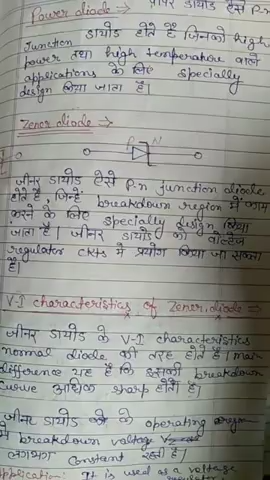 Power diode → पावर डायोड ऐसे P-n
Junction डायोड होते हैं जिनको high
power तथा high temperature वाले
applications के लिए specially
design किया जाता है।
Zener diode →
P N
जीनर डायोड ऐसे P-n junction diode
होते है, जिन्हें breakdown region में काम
करने के लिए specially design किया
जाता है। जीनर डायोड को वोल्टेज
regulator ckts में प्रयोग किया जा सकता
है।
V-I characteristics of Zener diode ⇒
जीनर डायोड के V-I characteristics
normal diode की तरह होते है। main
difference यह है कि इसकी breakdown
curve अधिक sharp होती है।
जीनर डायोड के operating region
में breakdown voltage
लगभग constant रहती है।
Application: It is used as a voltage
regulator